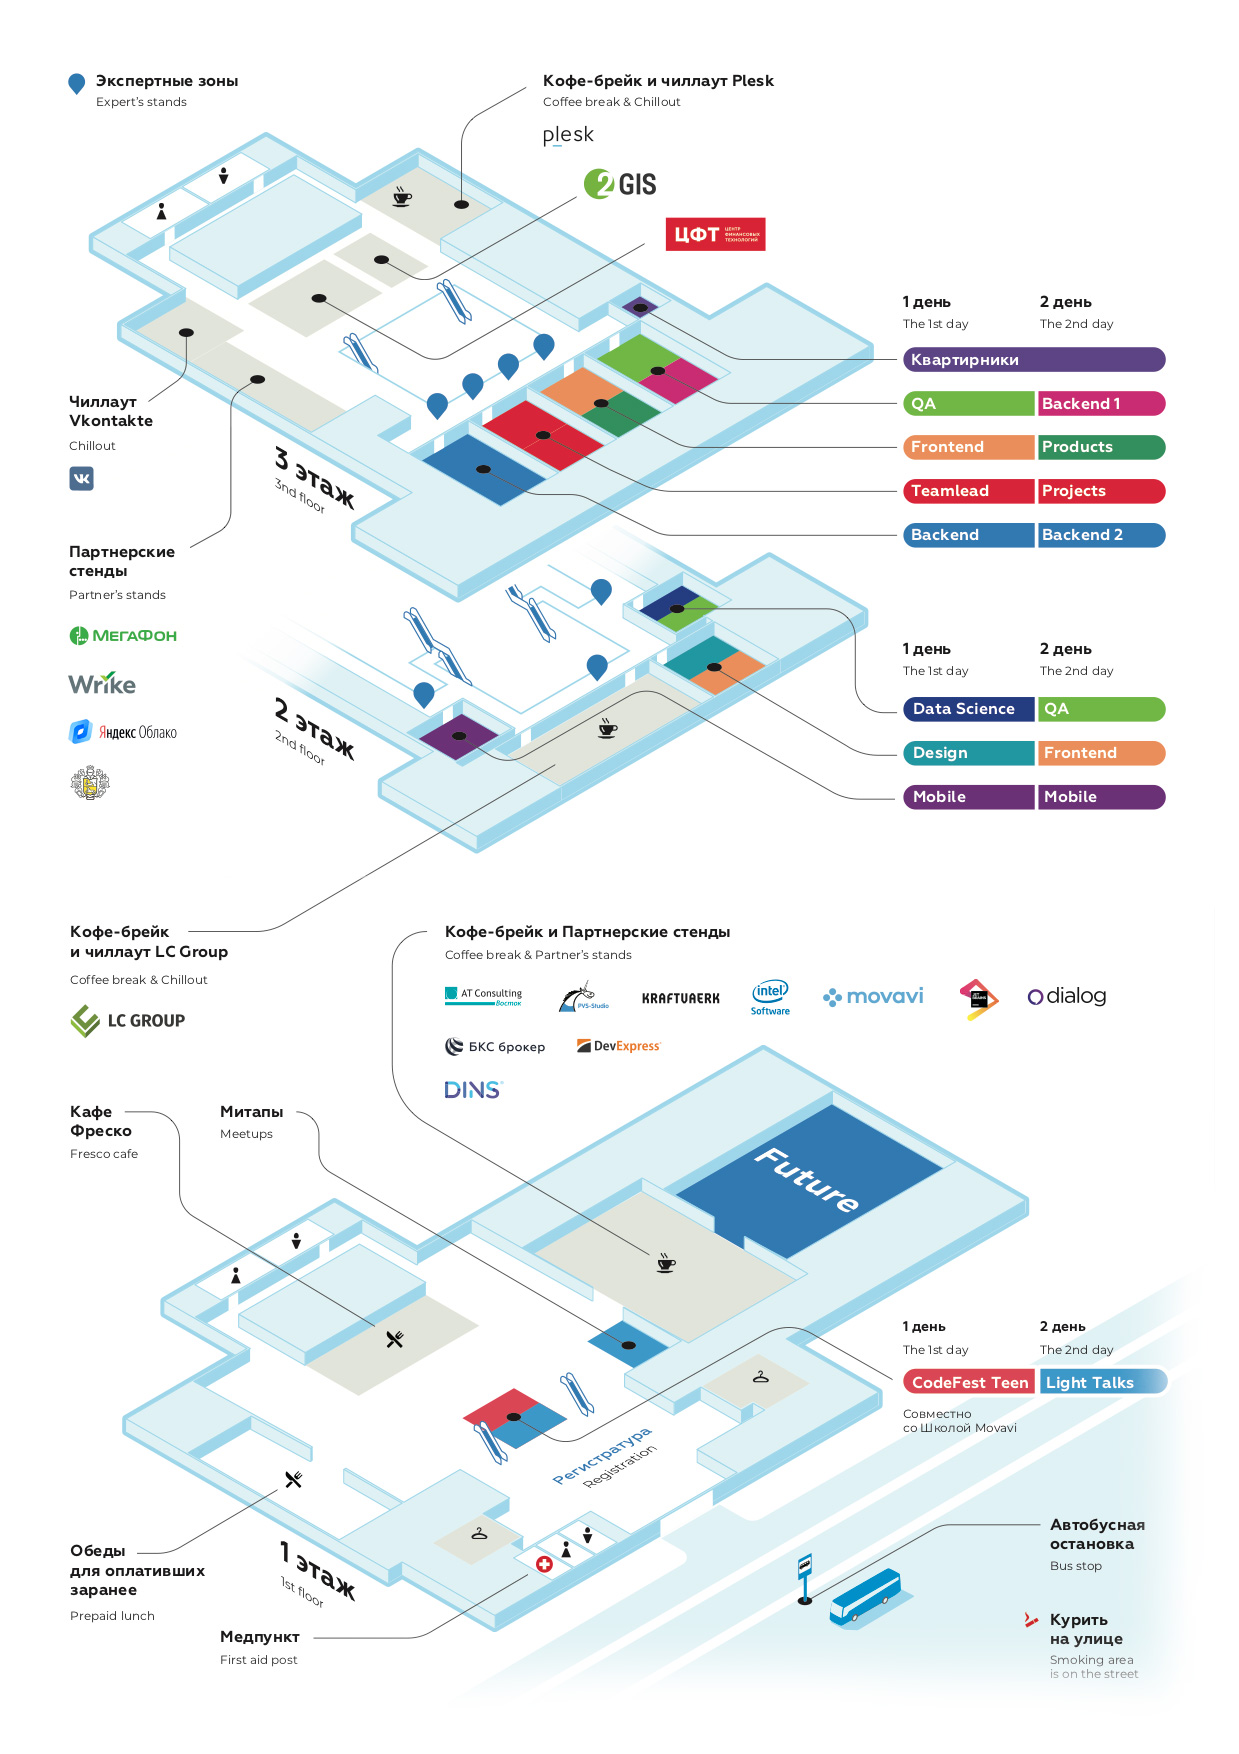 Экспертные зоны
Expert's stands
Кофе-брейк и чиллаут Plesk
Coffee break & Chillout
plesk
2GIS
ЦФТ ЦЕНТР
ФИНАНСОВЫХ
ТЕХНОЛОГИЙ
1 день 2 день
The 1st day The 2nd day
Квартирники
QA Backend 1
Frontend Products
Teamlead Projects
Backend Backend 2
Чиллаут
Vkontakte
Chillout
3 этаж
3nd floor
Партнерские
стенды
Partner's stands
МЕГАФОН
Wrike
Яндекс Облако
2 этаж
2nd floor
1 день 2 день
The 1st day The 2nd day
Data Science QA
Design Frontend
Mobile Mobile
Кофе-брейк
и чиллаут LC Group
Coffee break & Chillout
LC GROUP
Кофе-брейк и Партнерские стенды
Coffee break & Partner's stands
AT Consulting
Восток
PVS-Studio
KRAFTVAERK
intel
Software
movavi
dialog
БКС брокер
DevExpress
DINS
Кафе
Фреско
Fresco cafe
Митапы
Meetups
Future
1 день 2 день
The 1st day The 2nd day
CodeFest Teen Light Talks
Совместно
со Школой Movavi
Регистратура
Registration
Обеды
для оплативших
заранее
Prepaid lunch
1 этаж
1st floor
Медпункт
First aid post
Автобусная
остановка
Bus stop
Курить
на улице
Smoking area
is on the street